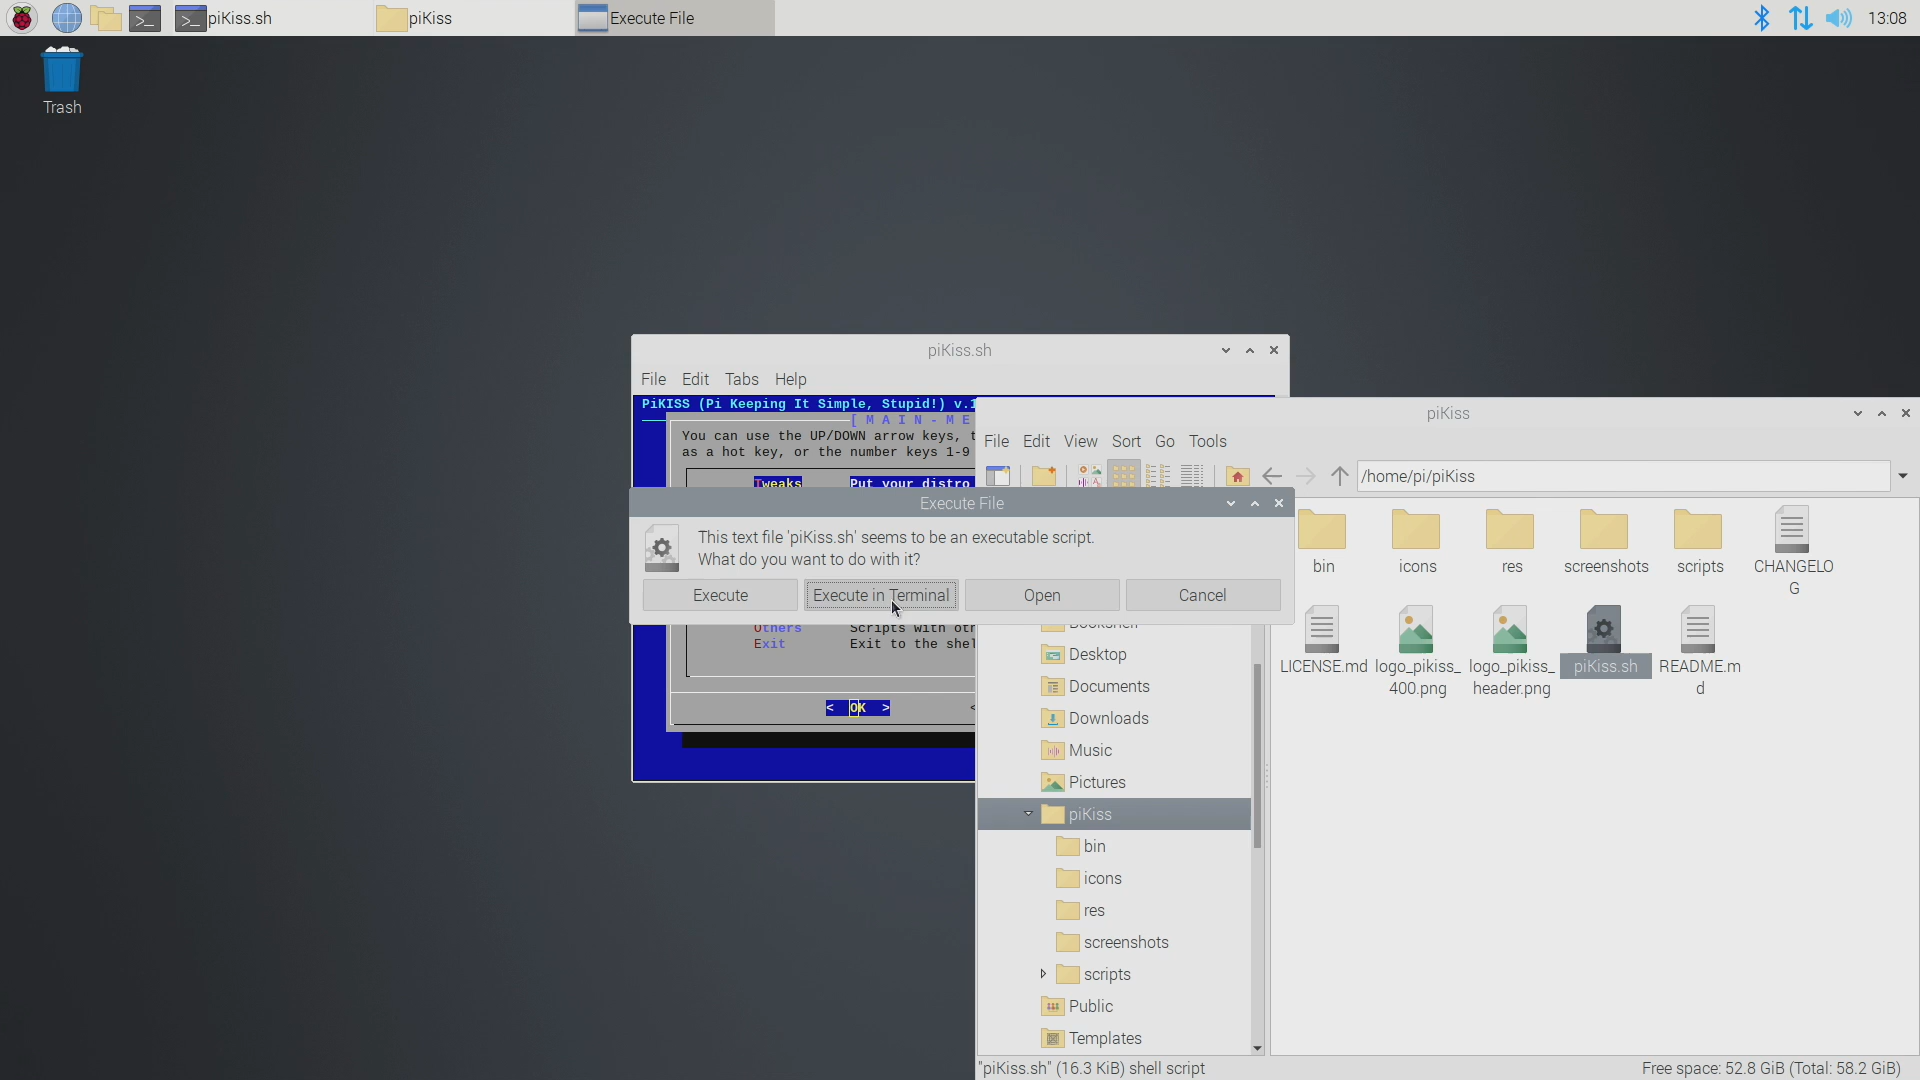 piKiss.sh
piKiss
Execute File
13:08
Trash
piKiss.sh
File Edit Tabs Help
PiKISS (Pi Keeping It Simple, Stupid!) v.1
[ M A I N - M E
You can use the UP/DOWN arrow keys, t
as a hot key, or the number keys 1-9
Tweaks Put your distro
Others Scripts with oth
Exit Exit to the shel
< OK > <
piKiss
File Edit View Sort Go Tools
/home/pi/piKiss
Execute File
This text file 'piKiss.sh' seems to be an executable script.
What do you want to do with it?
Execute Execute in Terminal Open Cancel
Bookshelf
Desktop
Documents
Downloads
Music
Pictures
piKiss
bin
icons
res
screenshots
scripts
Public
Templates
bin icons res screenshots scripts CHANGELO
G
LICENSE.md logo_pikiss_ logo_pikiss_ piKiss.sh README.m
400.png header.png d
"piKiss.sh" (16.3 KiB) shell script
Free space: 52.8 GiB (Total: 58.2 GiB)